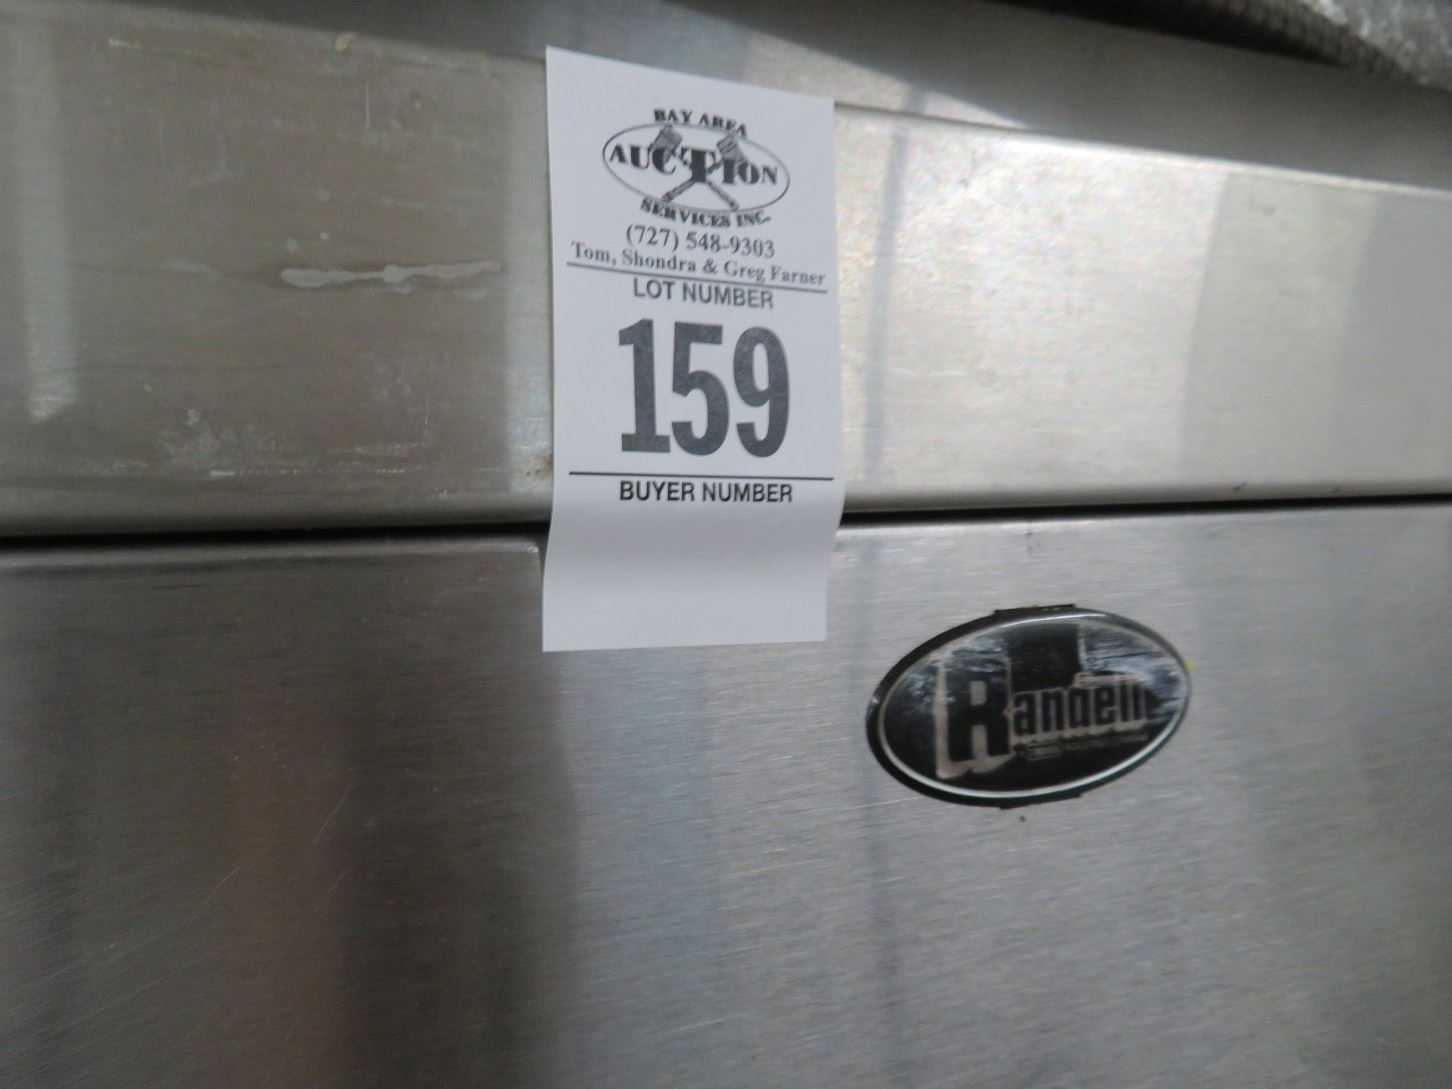 BAY AREA
AUCTION
SERVICES INC.
(727) 548-9303
Tom, Shondra & Greg Farner
LOT NUMBER
159
BUYER NUMBER
Randell